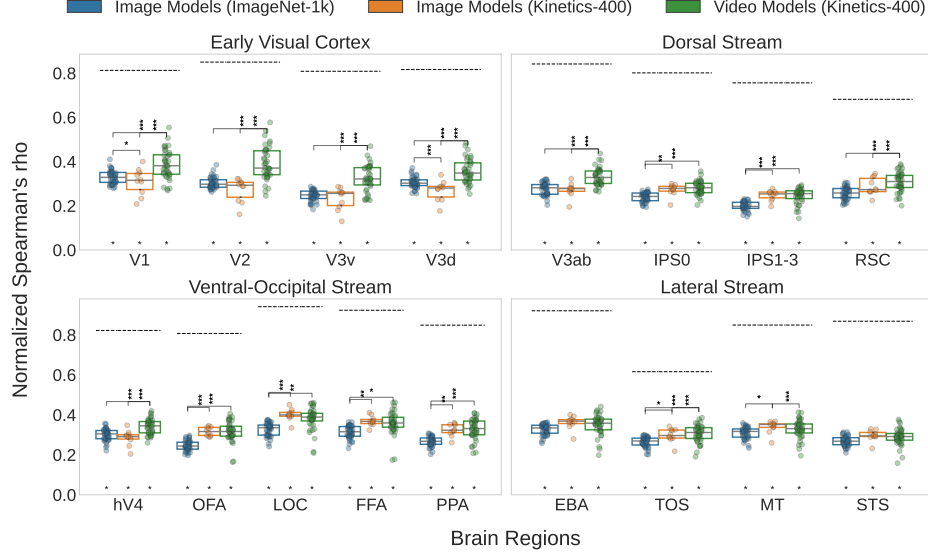 Image Models (ImageNet-1k) Image Models (Kinetics-400) Video Models (Kinetics-400)
Early Visual Cortex Dorsal Stream
0.8
0.6
0.4
0.2
0.0
*** *** * *** *** *** *** *** *** *** *** *** ** *** *** *** *** ***
* * * * * * * * * * * * * * * * * * * * * * * *
V1 V2 V3v V3d V3ab IPS0 IPS1-3 RSC
Normalized Spearman's rho
Ventral-Occipital Stream Lateral Stream
0.8
0.6
0.4
0.2
0.0
*** *** *** *** *** ** ** * ** *** * *** *** * ***
* * * * * * * * * * * * * * * * * * * * * * * * * * *
hV4 OFA LOC FFA PPA EBA TOS MT STS
Brain Regions